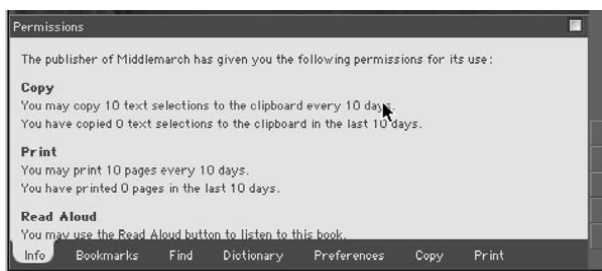 Permissions
The publisher of Middlemarch has given you the following permissions for its use:
Copy
You may copy 10 text selections to the clipboard every 10 days.
You have copied 0 text selections to the clipboard in the last 10 days.
Print
You may print 10 pages every 10 days.
You have printed 0 pages in the last 10 days.
Read Aloud
You may use the Read Aloud button to listen to this book.
Info Bookmarks Find Dictionary Preferences Copy Print